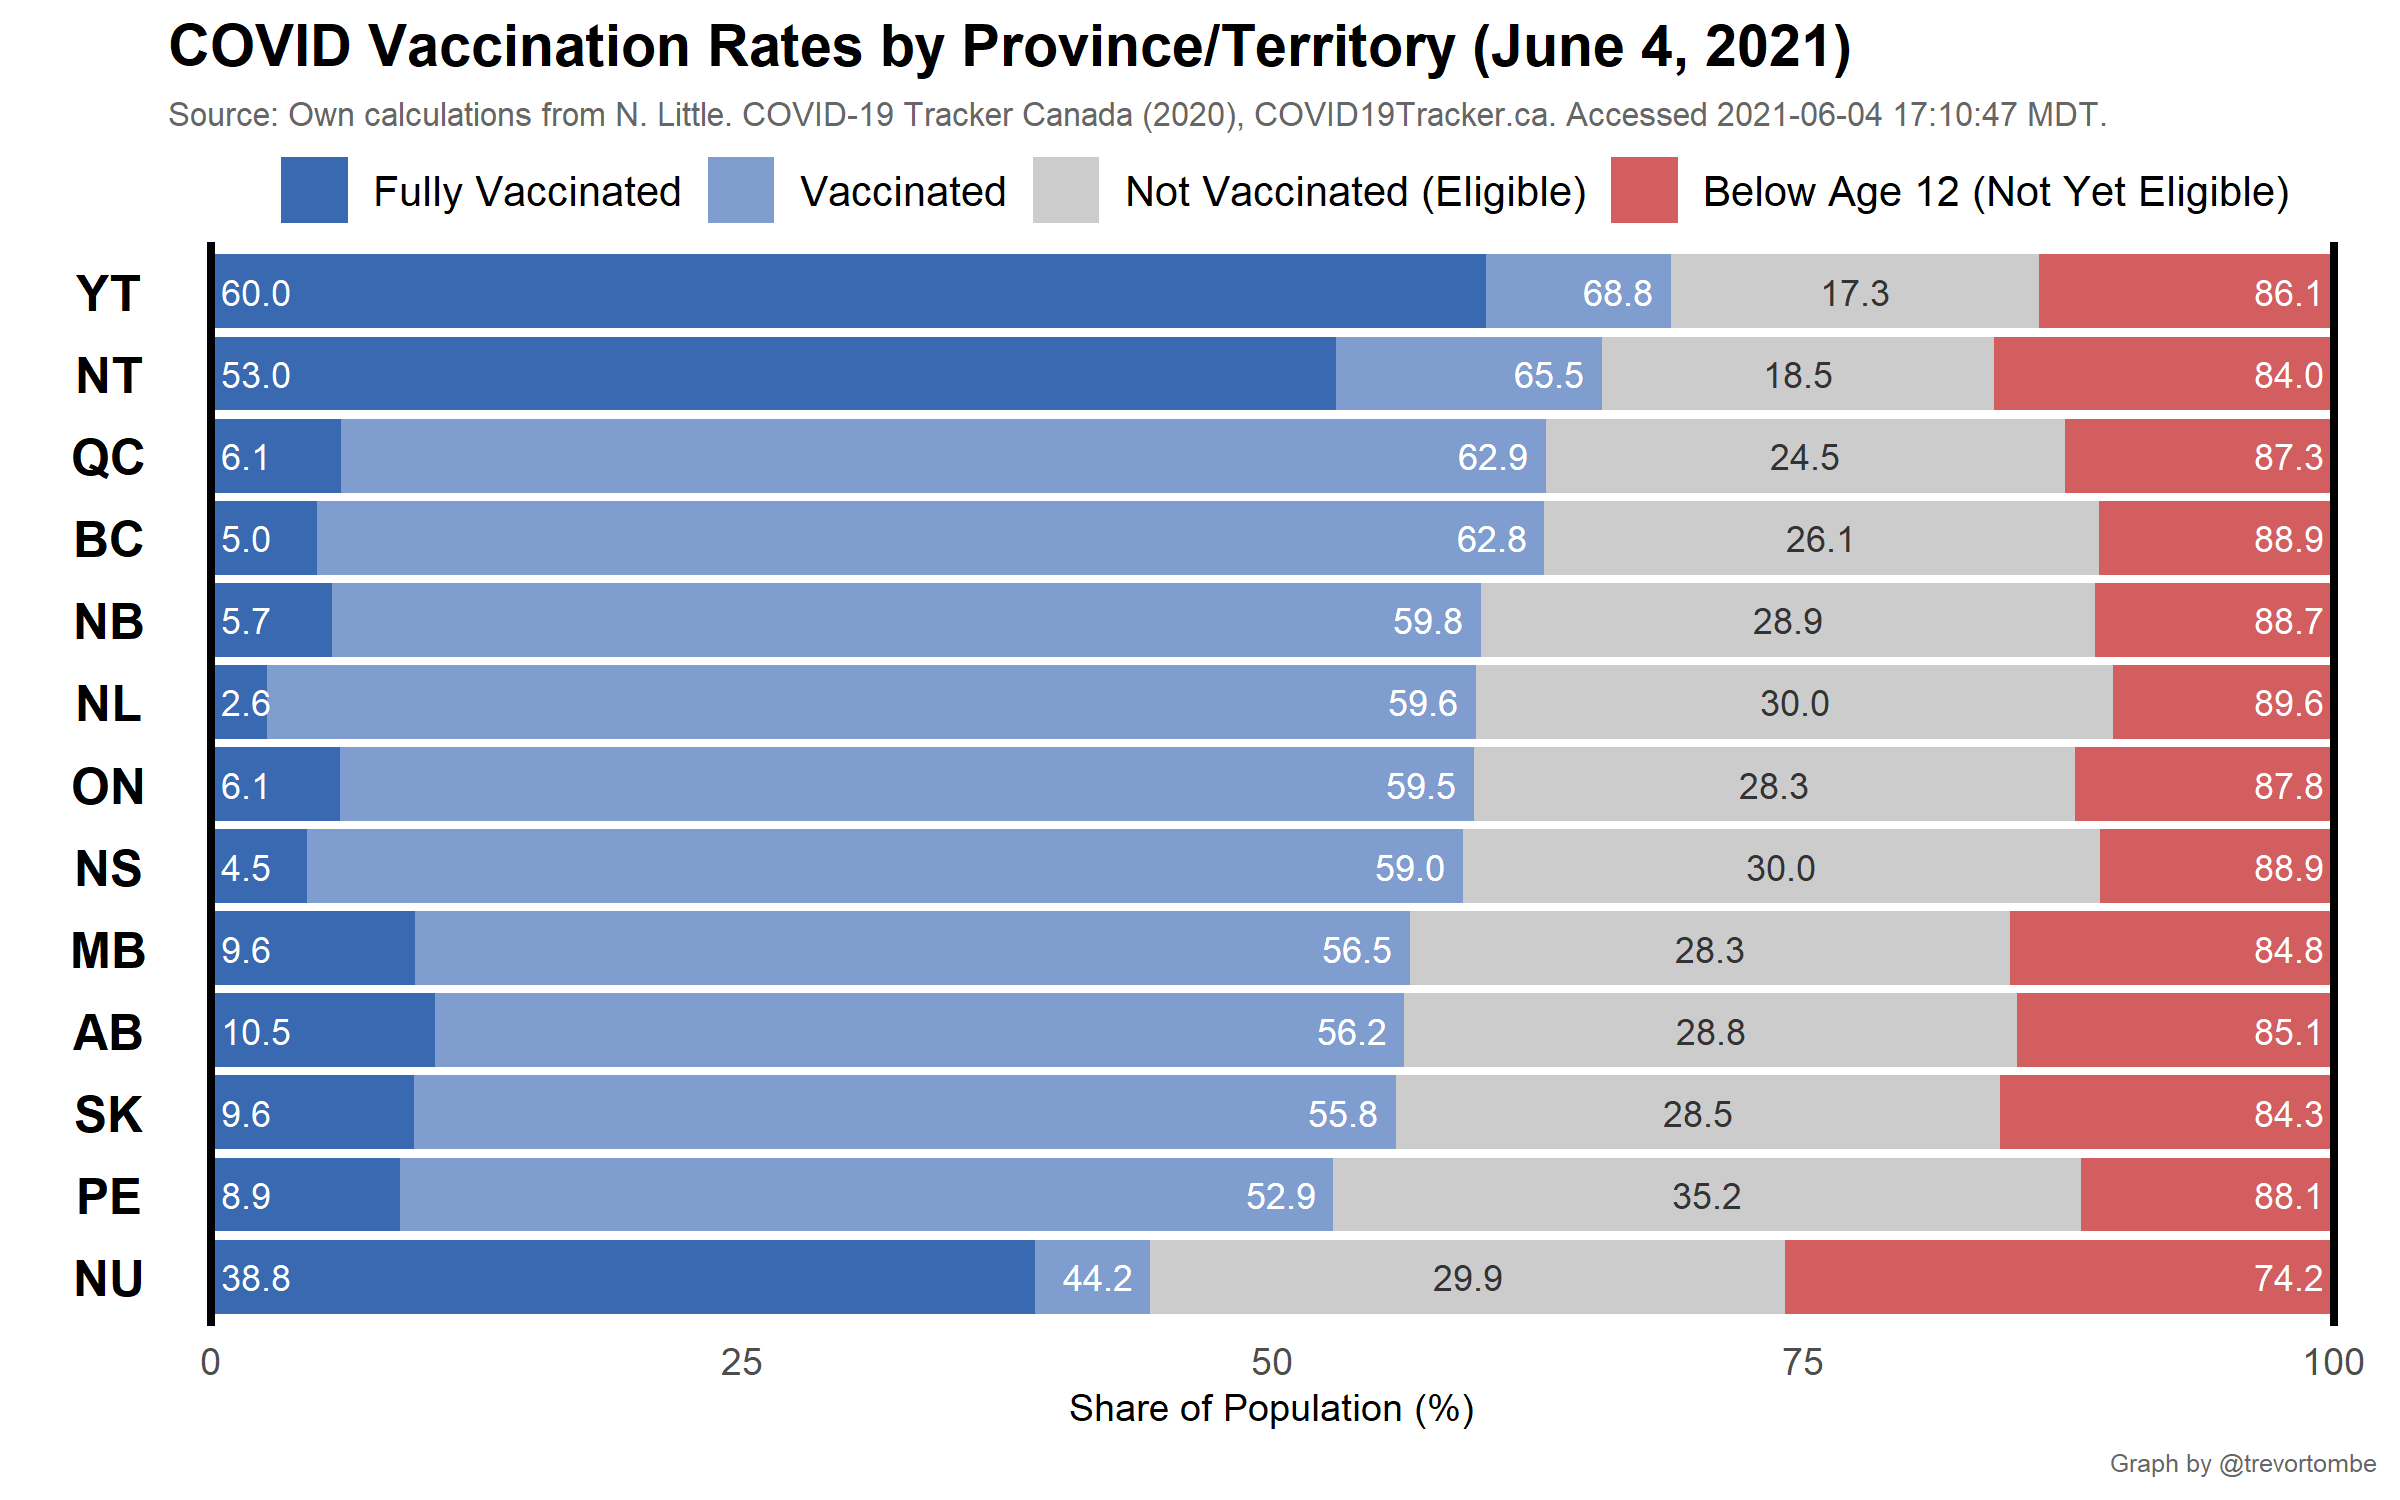 COVID Vaccination Rates by Province/Territory (June 4, 2021)
Source: Own calculations from N. Little. COVID-19 Tracker Canada (2020), COVID19Tracker.ca. Accessed 2021-06-04 17:10:47 MDT.
Fully Vaccinated Vaccinated Not Vaccinated (Eligible) Below Age 12 (Not Yet Eligible)
YT 60.0 68.8 17.3 86.1
NT 53.0 65.5 18.5 84.0
QC 6.1 62.9 24.5 87.3
BC 5.0 62.8 26.1 88.9
NB 5.7 59.8 28.9 88.7
NL 2.6 59.6 30.0 89.6
ON 6.1 59.5 28.3 87.8
NS 4.5 59.0 30.0 88.9
MB 9.6 56.5 28.3 84.8
AB 10.5 56.2 28.8 85.1
SK 9.6 55.8 28.5 84.3
PE 8.9 52.9 35.2 88.1
NU 38.8 44.2 29.9 74.2
0 25 50 75 100
Share of Population (%)
Graph by @trevortombe